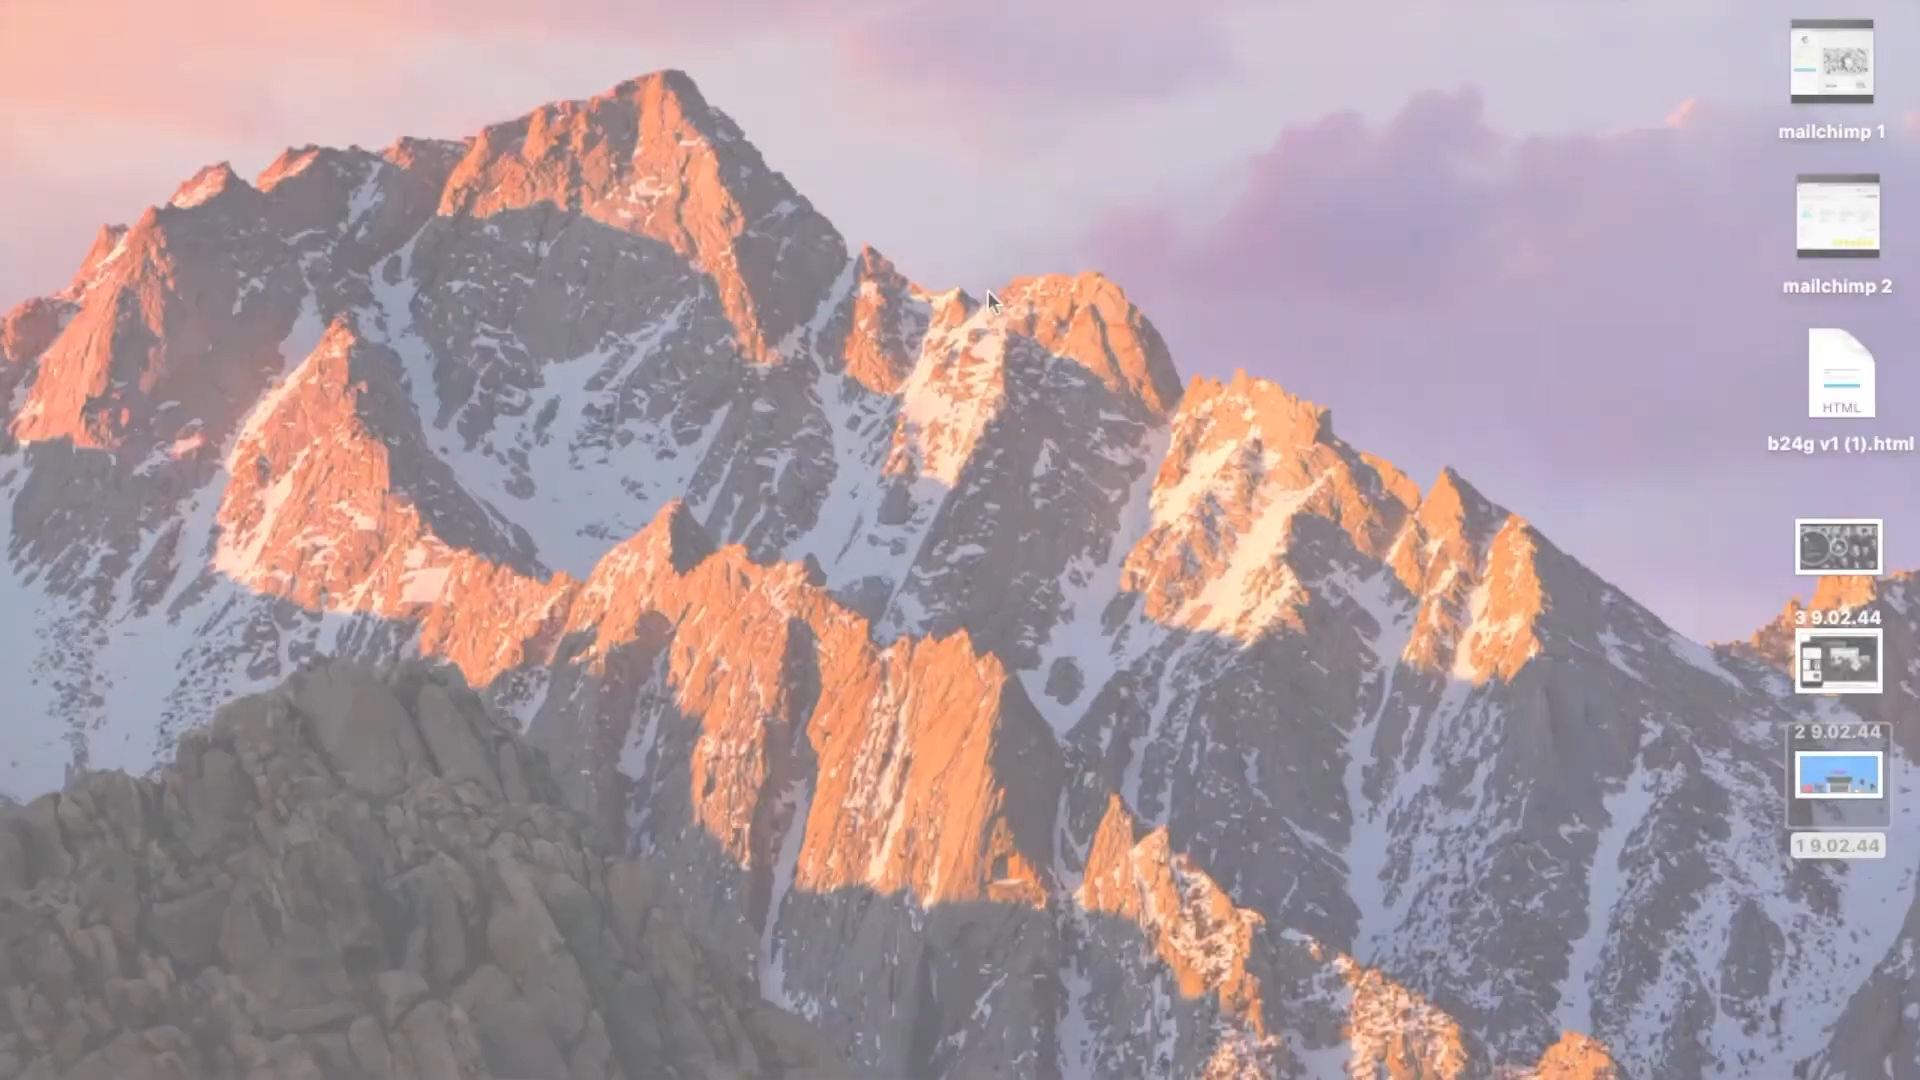 mailchimp 1
mailchimp 2
HTML
b24g v1 (1).html
3 9.02.44
2 9.02.44
1 9.02.44